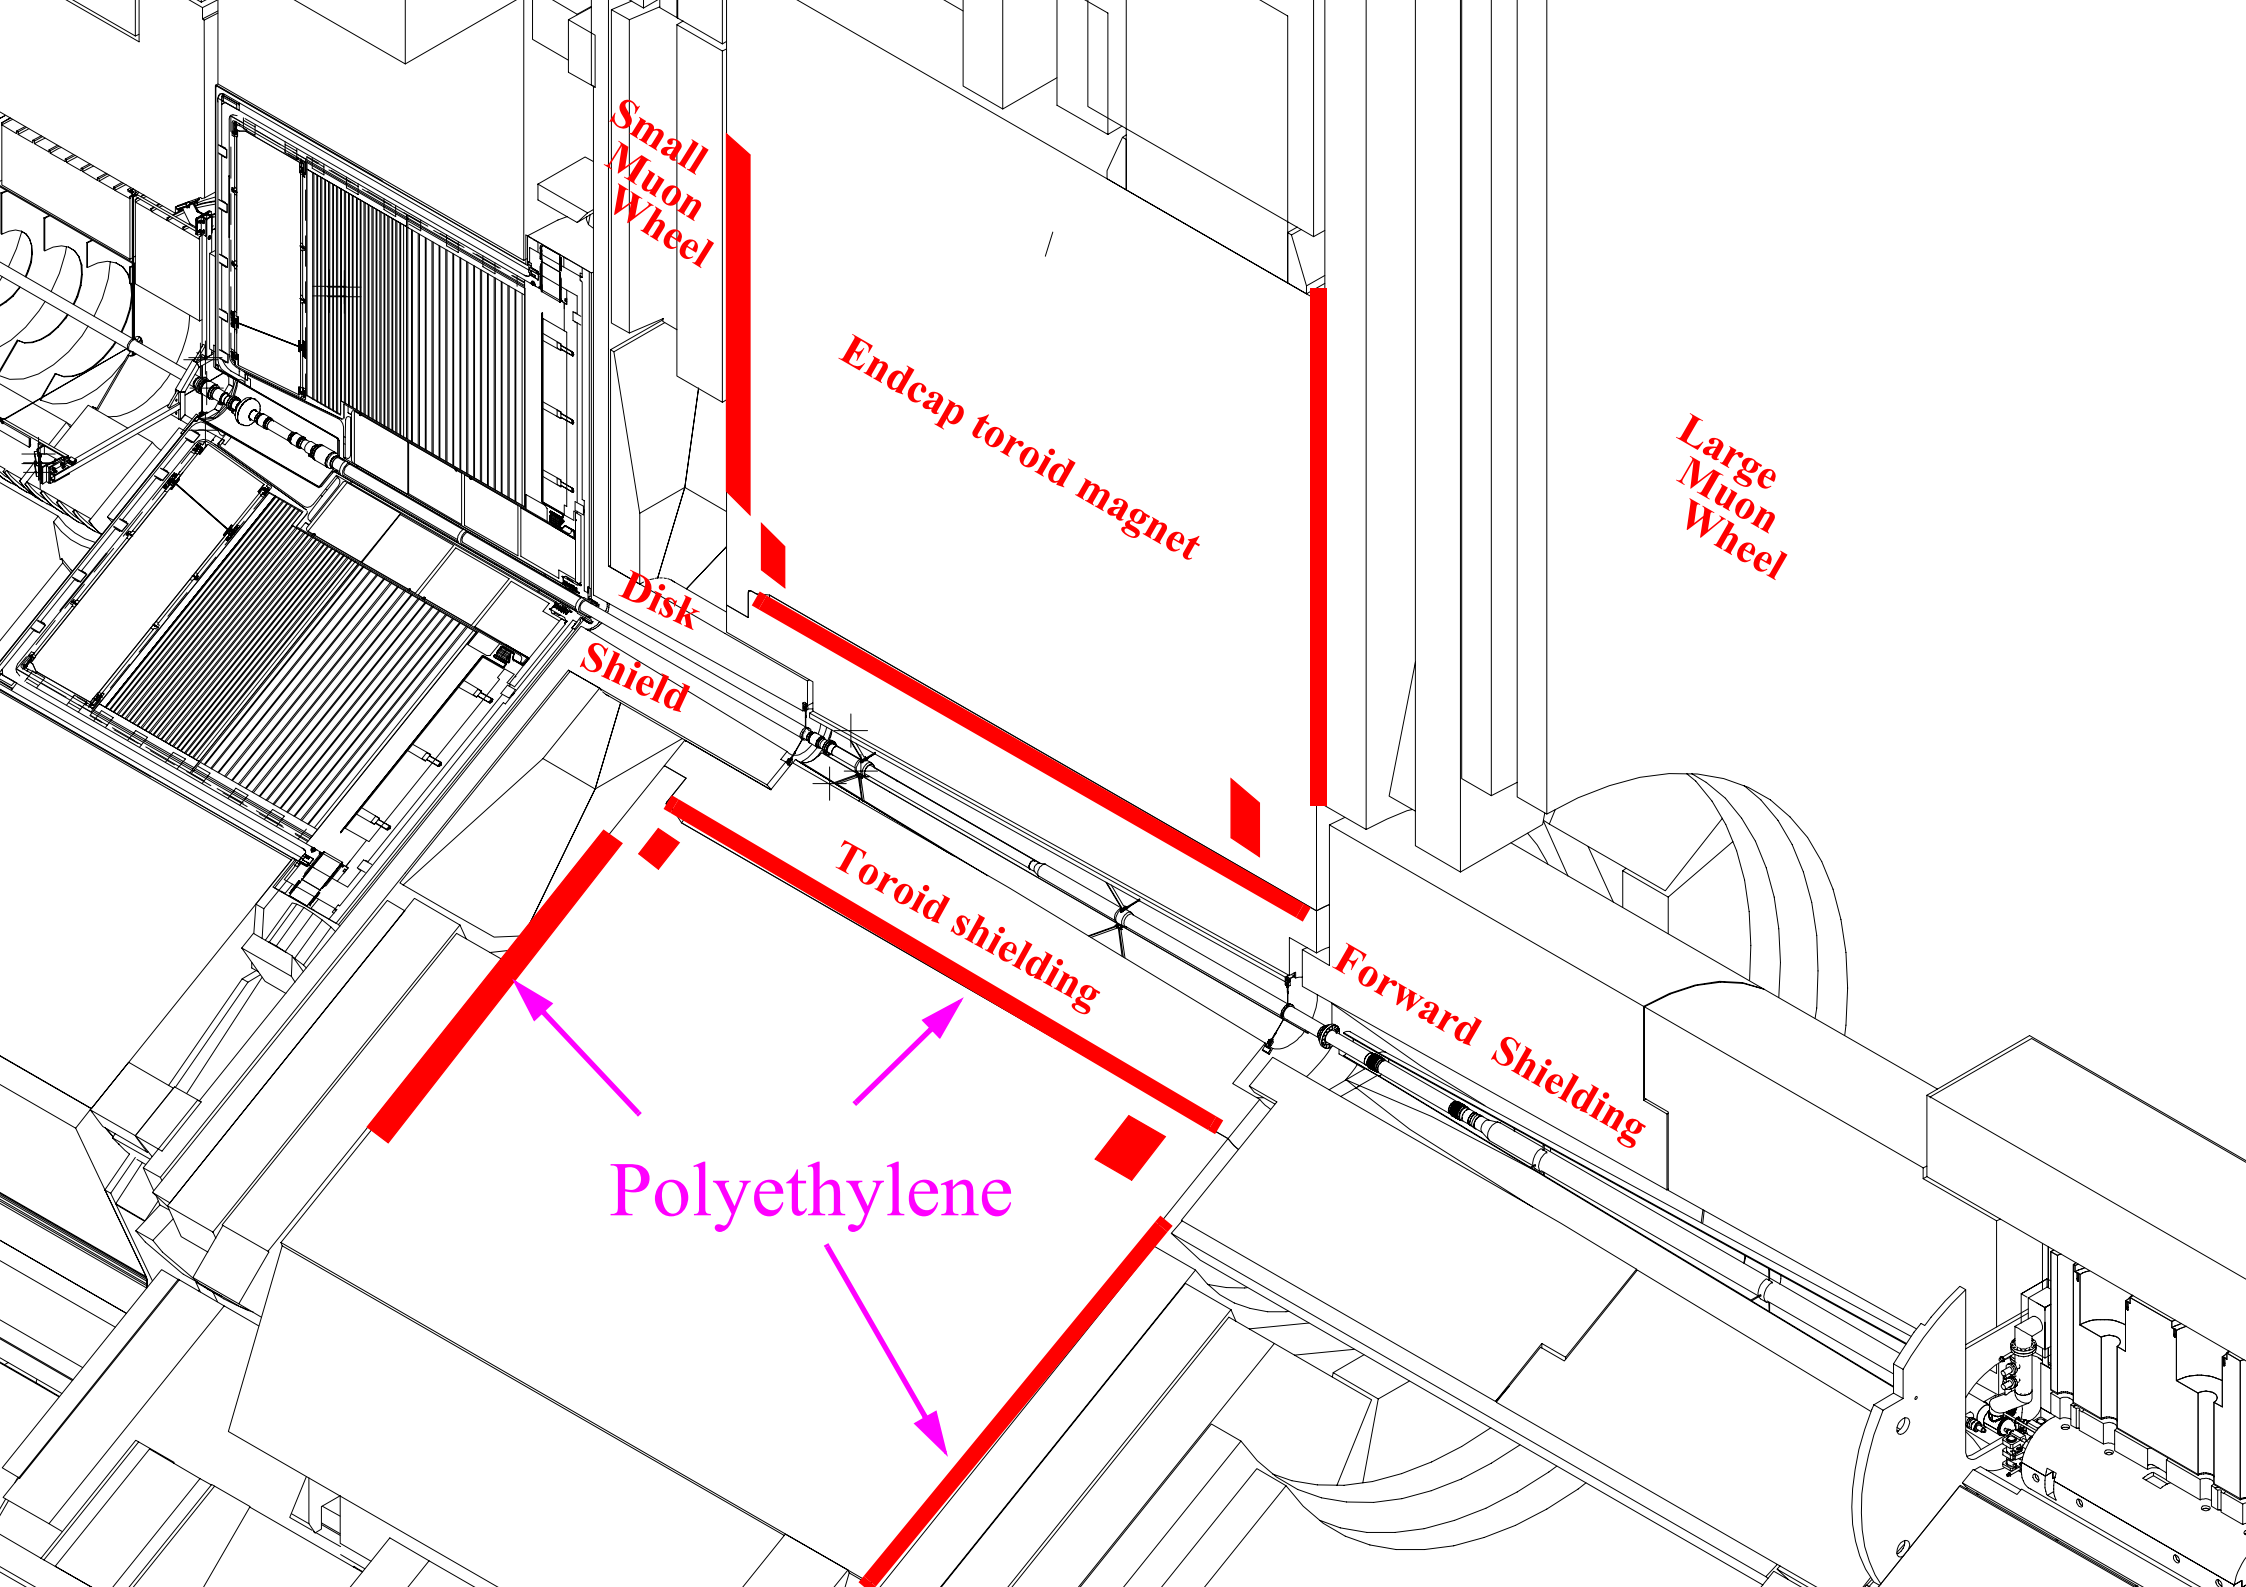 Small
Muon
Wheel
Endcap toroid magnet
Large
Muon
Wheel
Disk
Shield
Toroid shielding
Forward Shielding
Polyethylene